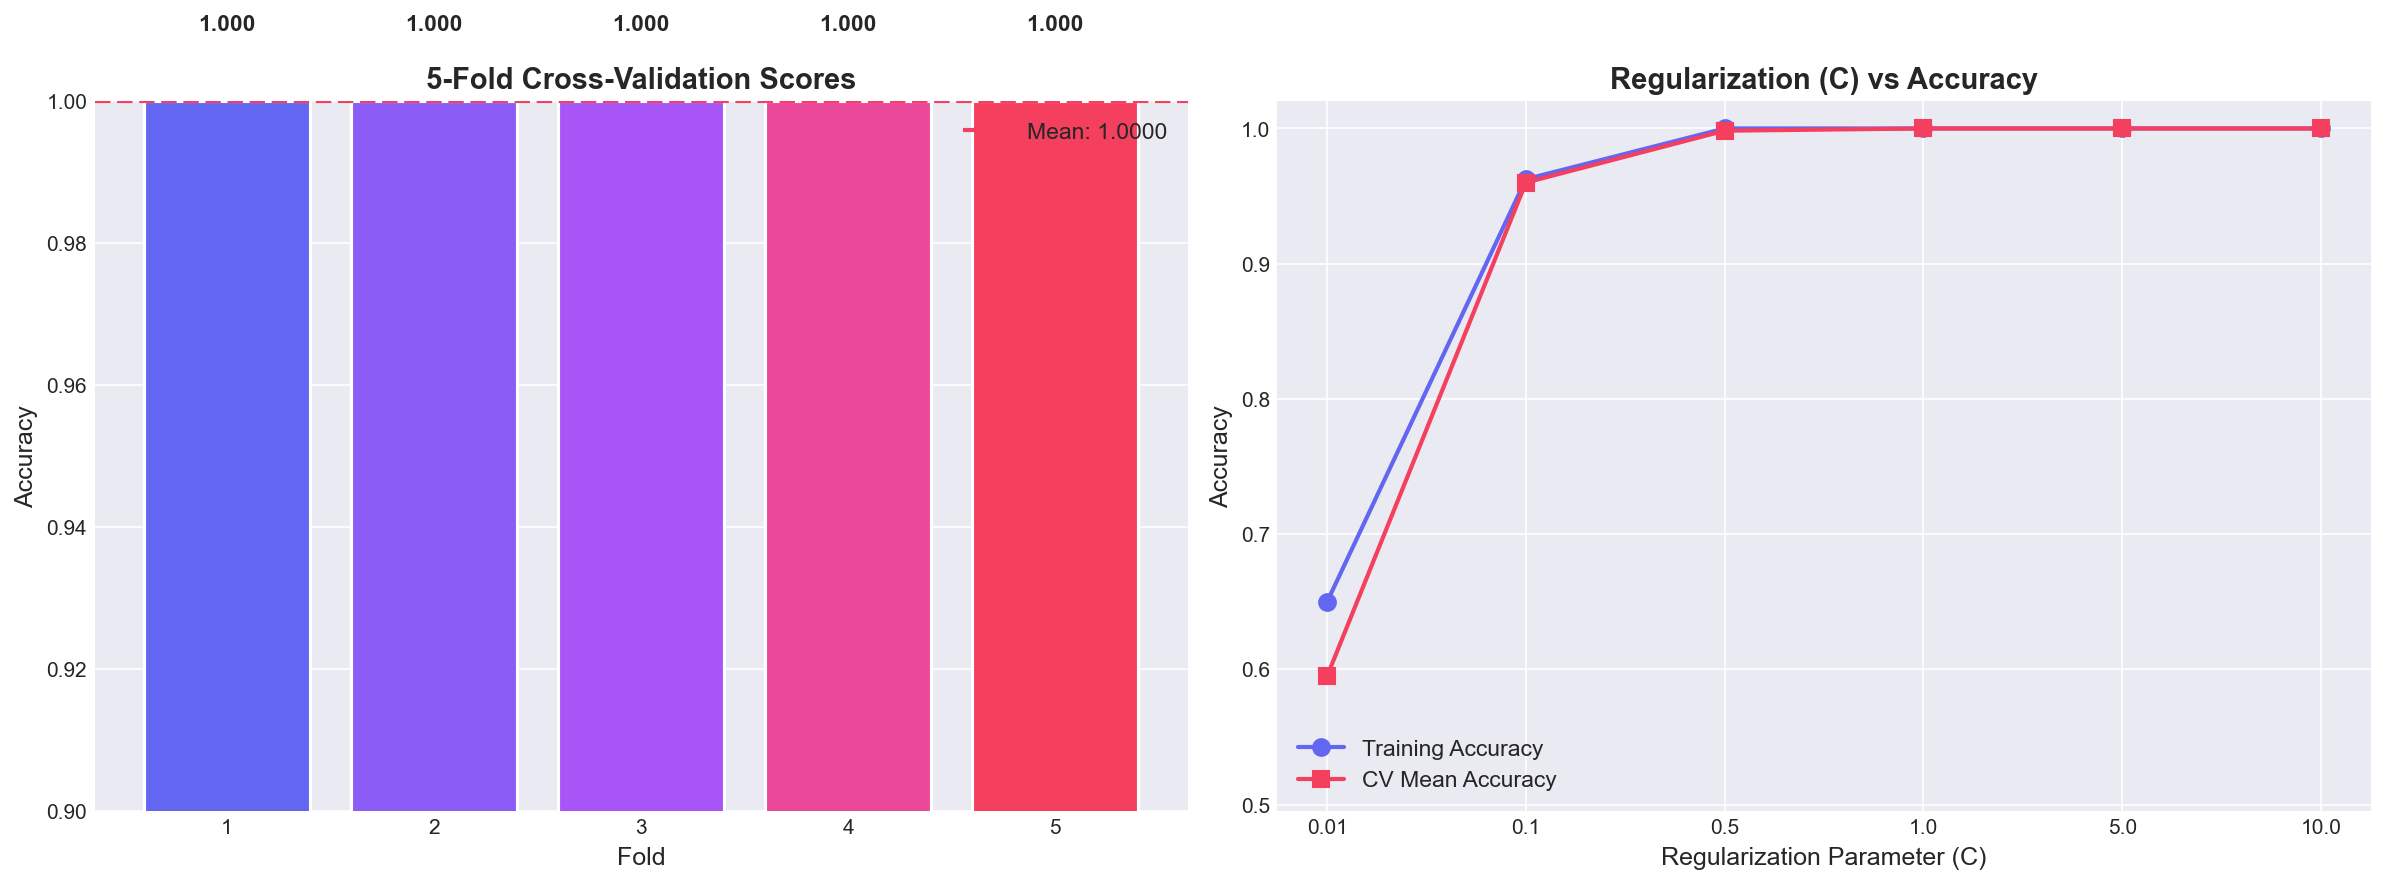 1.000 1.000 1.000 1.000 1.000
5-Fold Cross-Validation Scores
Mean: 1.0000
1.00
0.98
0.96
0.94
0.92
0.90
Accuracy
1 2 3 4 5
Fold
Regularization (C) vs Accuracy
1.0
0.9
0.8
0.7
0.6
0.5
Accuracy
Training Accuracy
CV Mean Accuracy
0.01 0.1 0.5 1.0 5.0 10.0
Regularization Parameter (C)